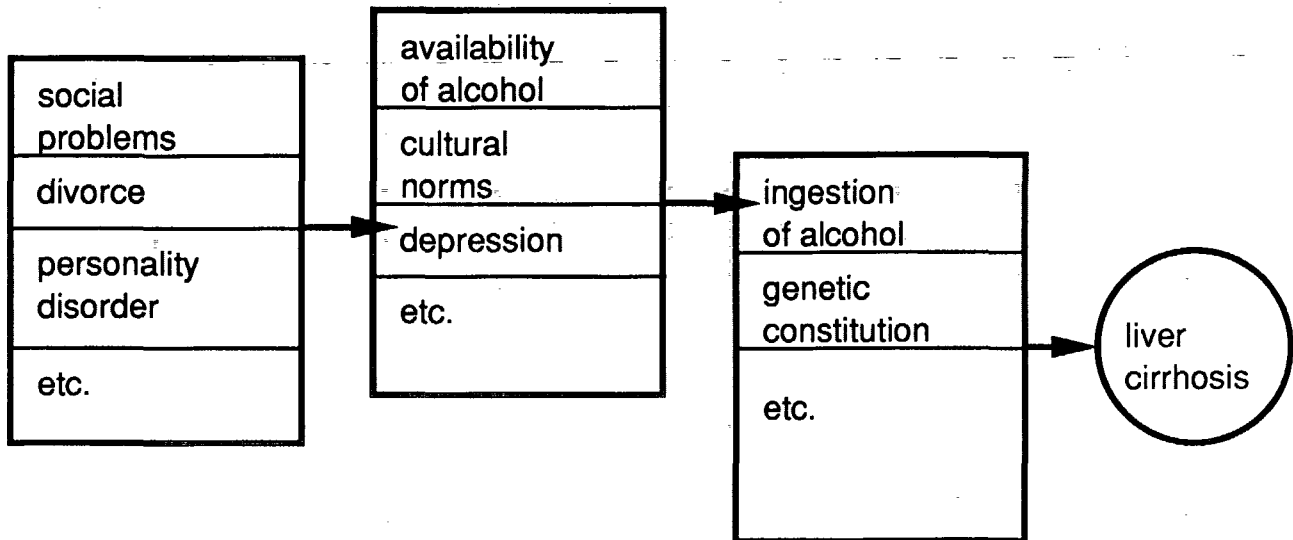 social
problems
divorce
personality
disorder
etc.
availability
of alcohol
cultural
norms
depression
etc.
ingestion
of alcohol
genetic
constitution
etc.
liver
cirrhosis